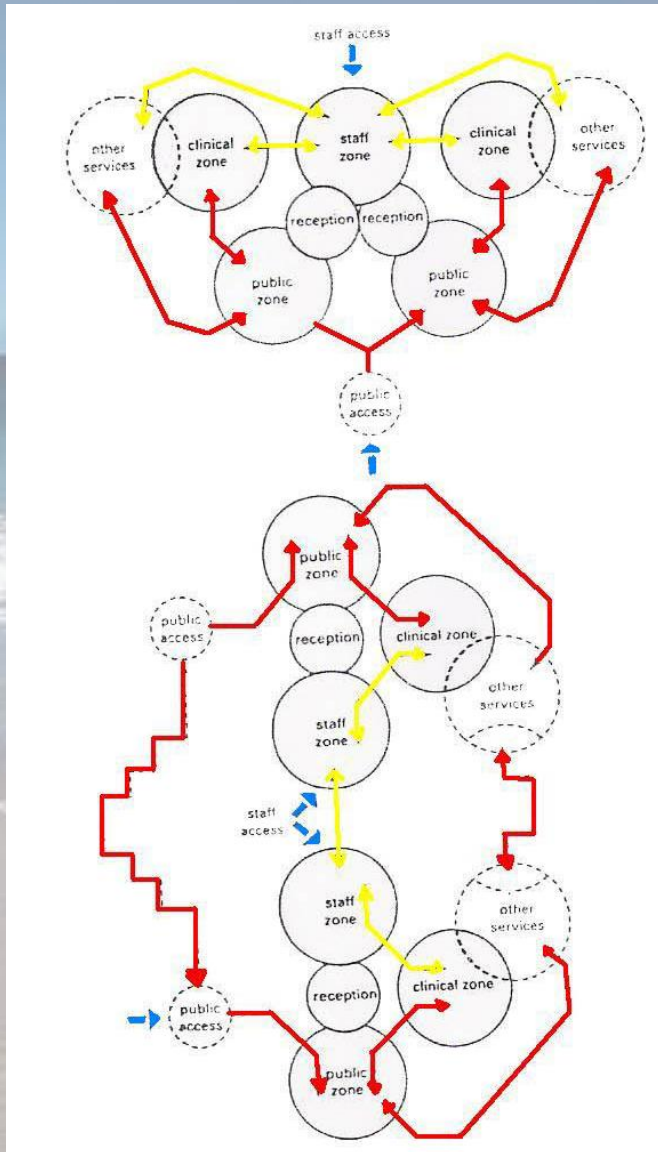 staff access
other
services
clinical
zone
staff
zone
clinical
zone
other
services
reception
reception
public
zone
public
zone
public
access
public
zone
public
access
reception
clinical zone
other
services
staff
zone
staff
access
staff
zone
other
services
clinical zone
reception
public
access
public
zone